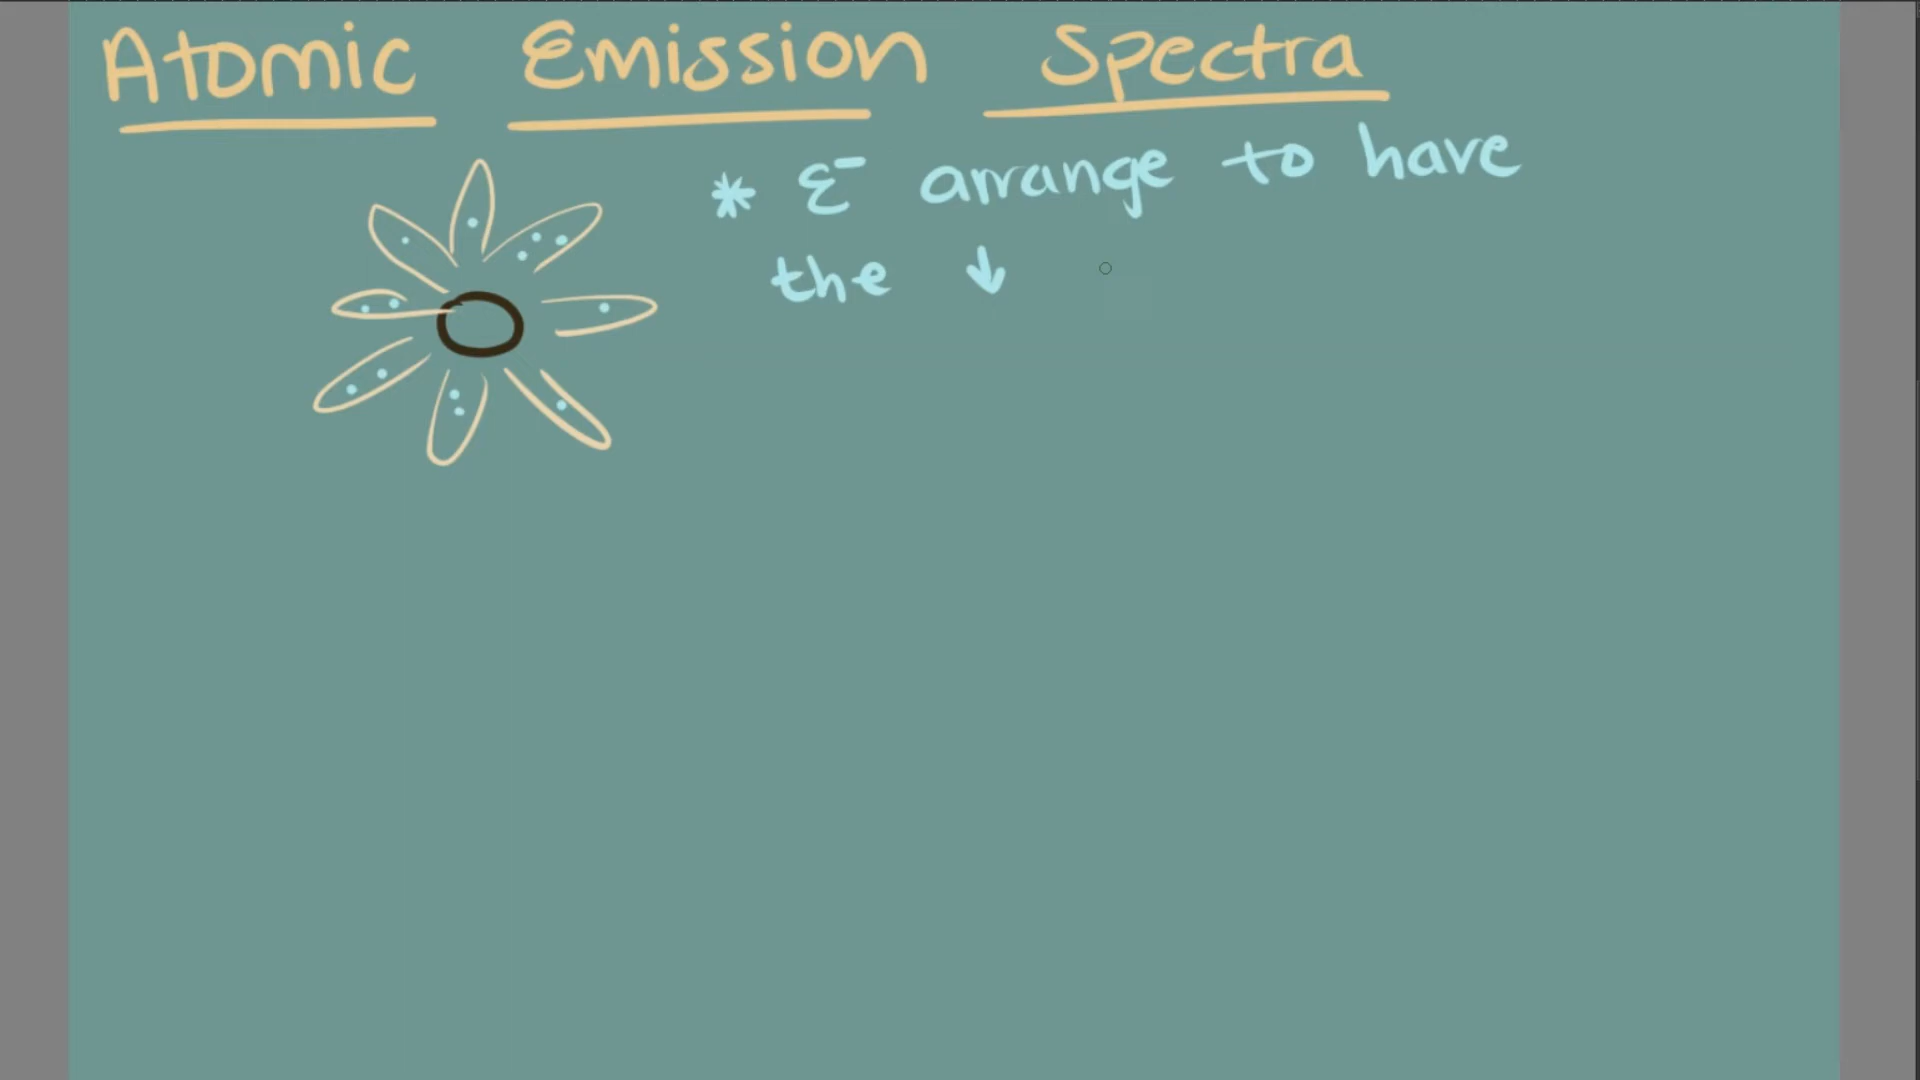 Atomic Emission Spectra
* ε⁻ arrange to have
the ↓